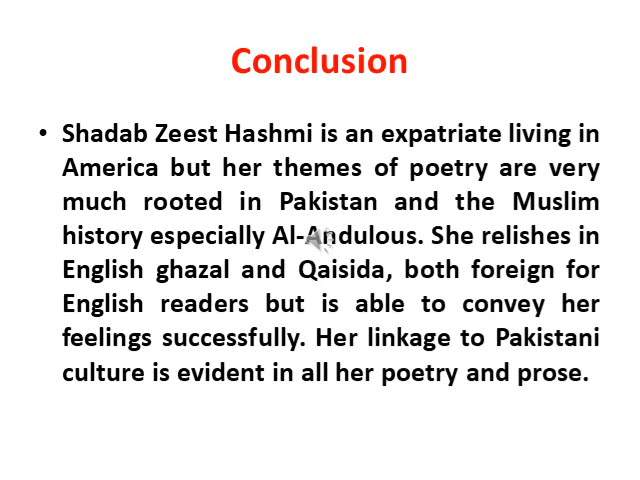 Conclusion
• Shadab Zeest Hashmi is an expatriate living in
America but her themes of poetry are very
much rooted in Pakistan and the Muslim
history especially Al-Andulous. She relishes in
English ghazal and Qaisida, both foreign for
English readers but is able to convey her
feelings successfully. Her linkage to Pakistani
culture is evident in all her poetry and prose.